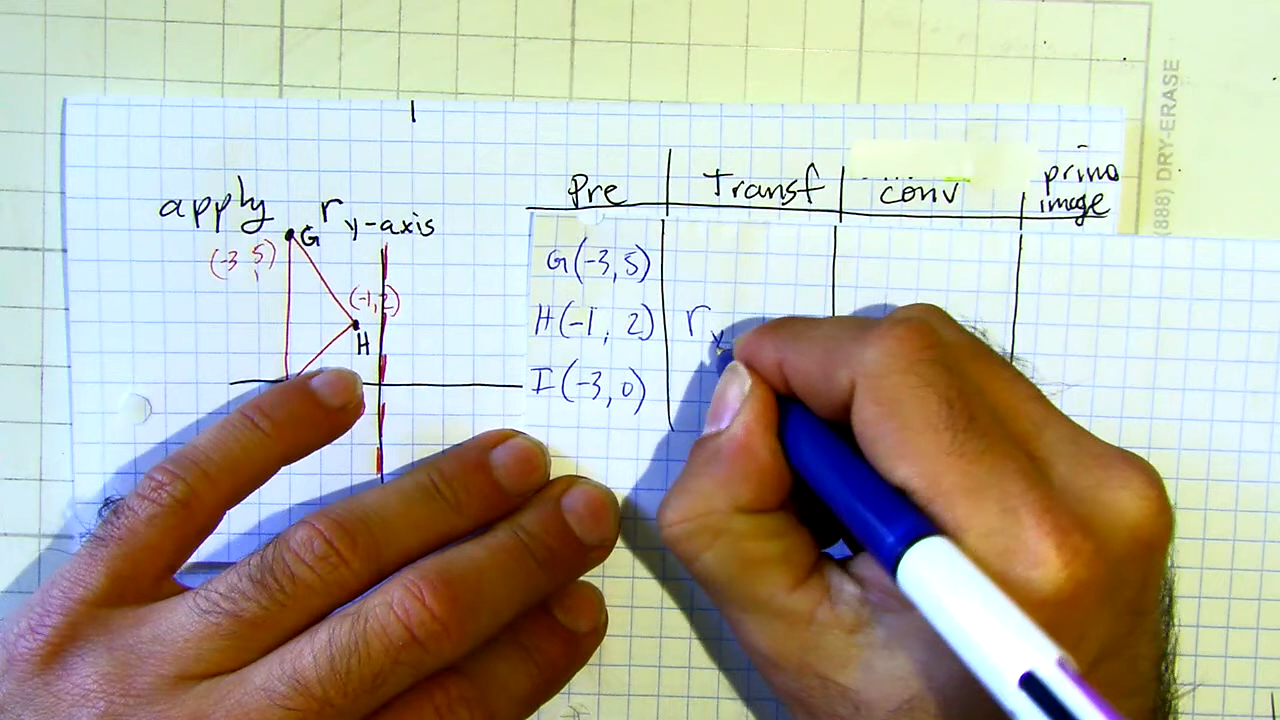 apply r y-axis
G
(-3, 5)
(-1, 2)
H
Pre Transf conv prime image
G(-3, 5)
H(-1, 2) r y
I(-3, 0)
(888) DRY-ERASE